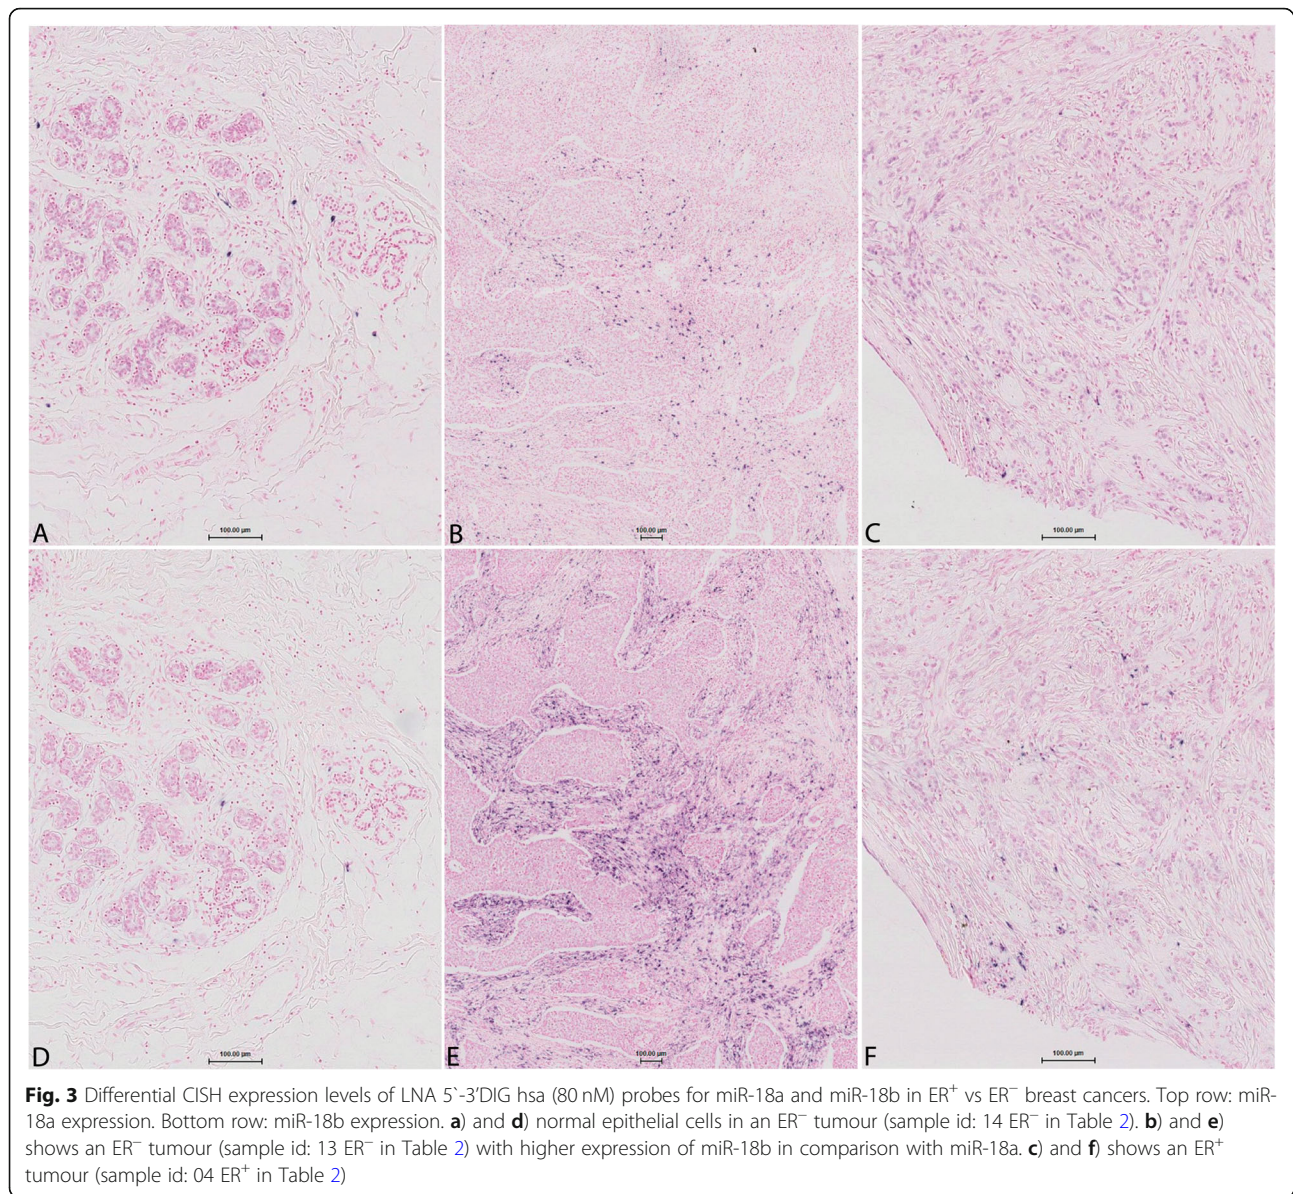 100.00 µm
100.00 µm
100.00 µm
A
B
C
100.00 µm
100.00 µm
100.00 µm
D
E
F
Fig. 3 Differential CISH expression levels of LNA 5`-3′DIG hsa (80 nM) probes for miR-18a and miR-18b in ER⁺ vs ER⁻ breast cancers. Top row: miR-
18a expression. Bottom row: miR-18b expression. a) and d) normal epithelial cells in an ER⁻ tumour (sample id: 14 ER⁻ in Table 2). b) and e)
shows an ER⁻ tumour (sample id: 13 ER⁻ in Table 2) with higher expression of miR-18b in comparison with miR-18a. c) and f) shows an ER⁺
tumour (sample id: 04 ER⁺ in Table 2)